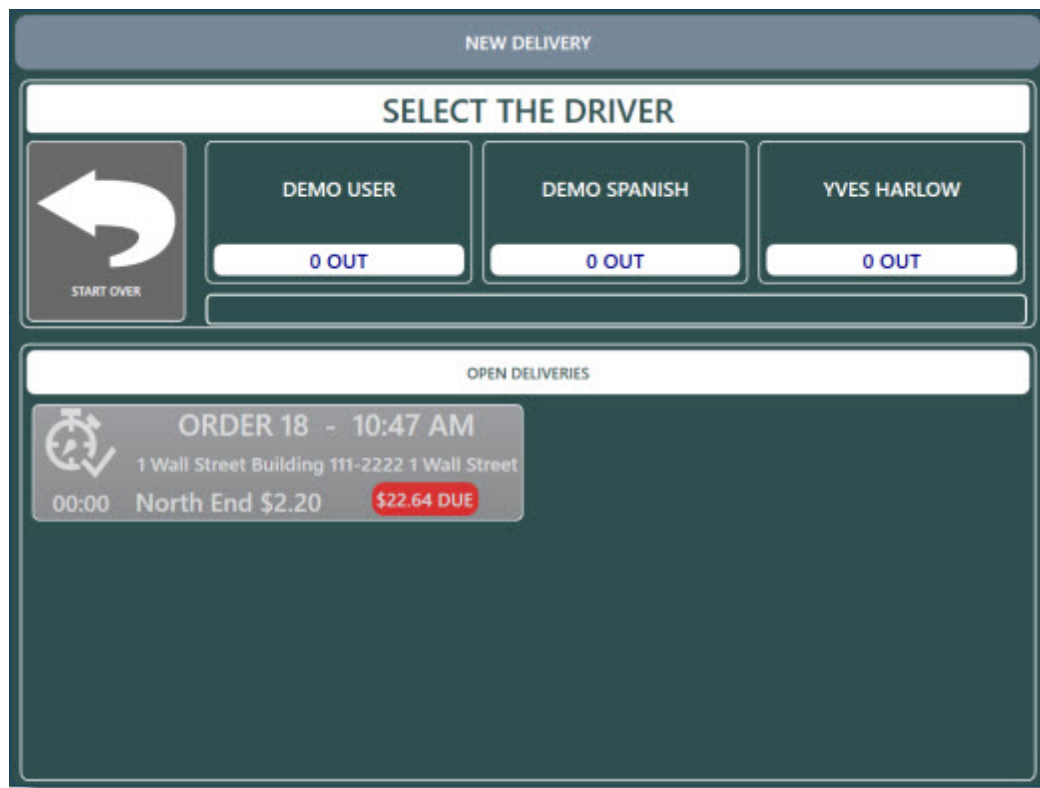 NEW DELIVERY
SELECT THE DRIVER
START OVER
DEMO USER
0 OUT
DEMO SPANISH
0 OUT
YVES HARLOW
0 OUT
OPEN DELIVERIES
ORDER 18 - 10:47 AM
1 Wall Street Building 111-2222 1 Wall Street
00:00 North End $2.20 $22.64 DUE